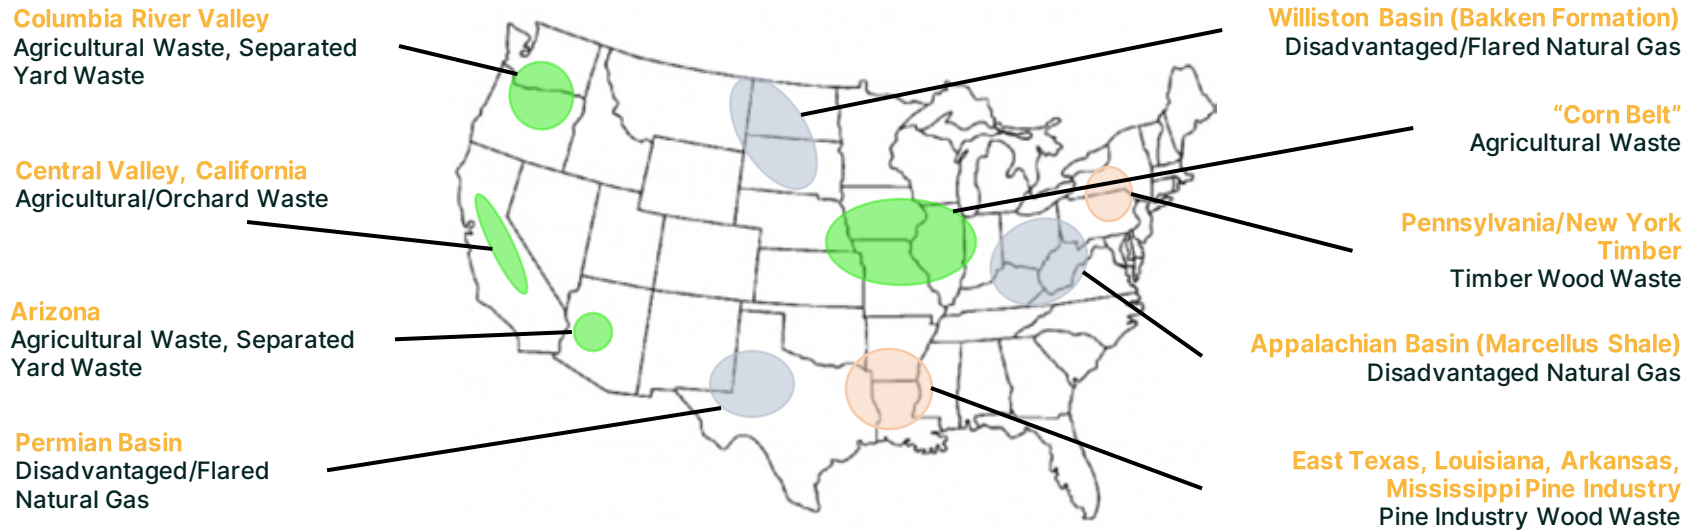 Columbia River Valley
Agricultural Waste, Separated
Yard Waste
Central Valley, California
Agricultural/Orchard Waste
Arizona
Agricultural Waste, Separated
Yard Waste
Permian Basin
Disadvantaged/Flared
Natural Gas
Williston Basin (Bakken Formation)
Disadvantaged/Flared Natural Gas
“Corn Belt”
Agricultural Waste
Pennsylvania/New York
Timber
Timber Wood Waste
Appalachian Basin (Marcellus Shale)
Disadvantaged Natural Gas
East Texas, Louisiana, Arkansas,
Mississippi Pine Industry
Pine Industry Wood Waste